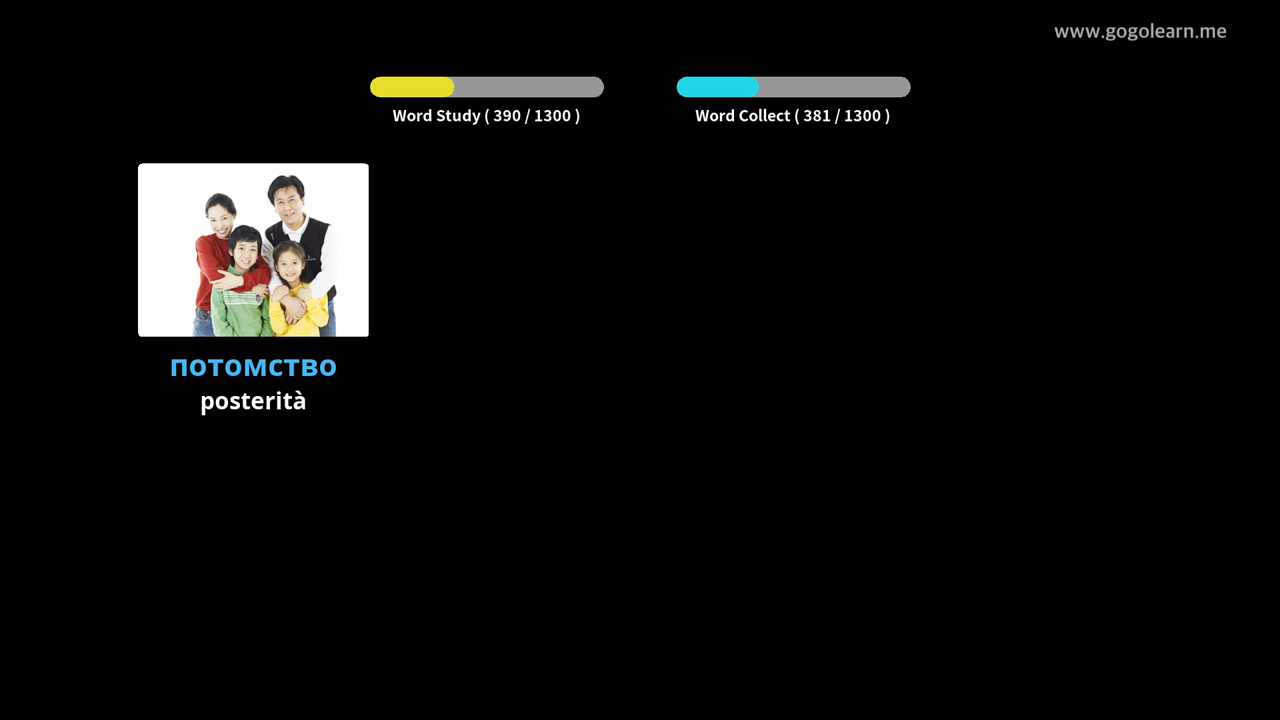 www.gogolearn.me
Word Study ( 390 / 1300 )
Word Collect ( 381 / 1300 )
потомство
posterità